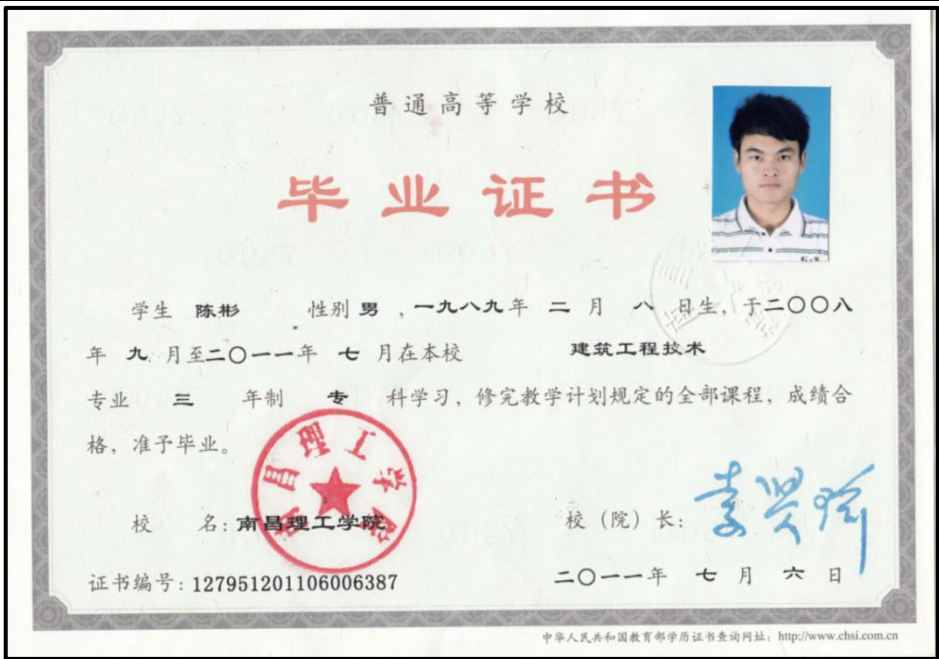 普通高等学校
毕业证书
学生 陈彬 性别 男 ,一九八九年 二 月 八 日生,于二〇〇八
年 九 月至二〇一一年 七 月在本校 建筑工程技术
专业 三 年制 专 科学习,修完教学计划规定的全部课程,成绩合
格,准予毕业。
校 名:南昌理工学院
校(院)长:
证书编号:127951201106006387
二〇一一年 七 月 六 日
中华人民共和国教育部学历证书查询网址:http://www.chsi.com.cn